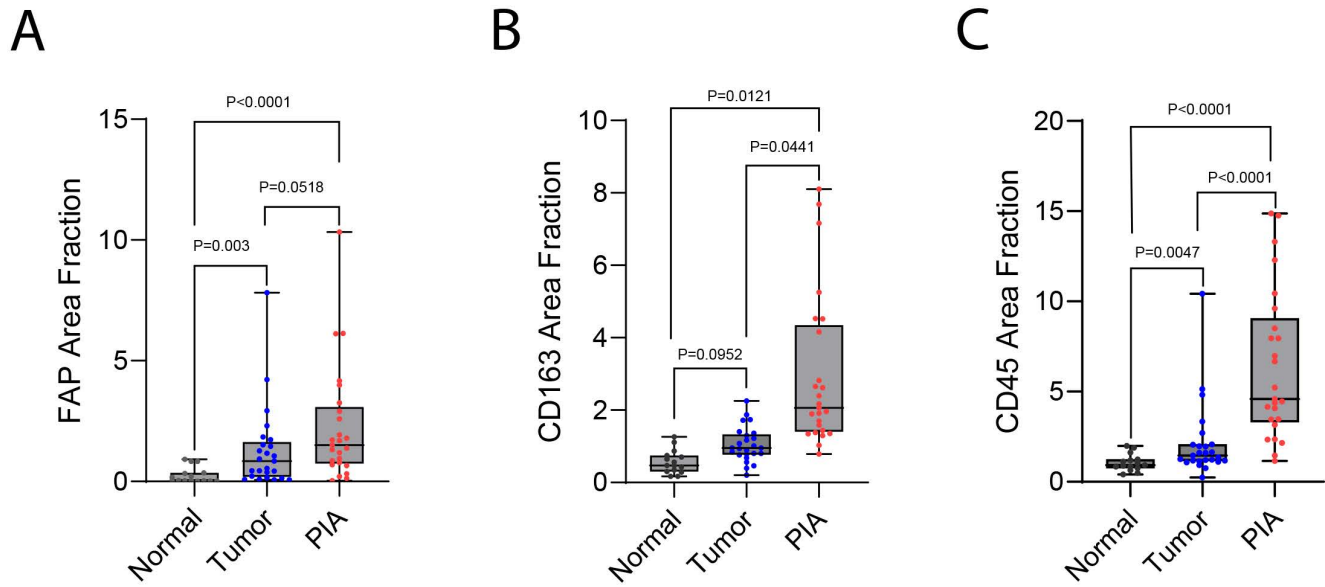 A
P<0.0001
P=0.0518
P=0.003
15
10
5
0
FAP Area Fraction
Normal
Tumor
PIA
B
P=0.0121
P=0.0441
P=0.0952
10
8
6
4
2
0
CD163 Area Fraction
Normal
Tumor
PIA
C
P<0.0001
P<0.0001
P=0.0047
20
15
10
5
0
CD45 Area Fraction
Normal
Tumor
PIA